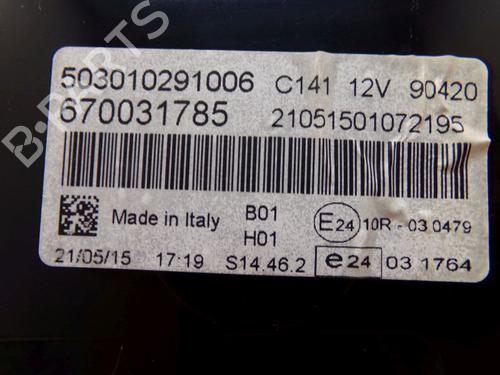 B-PARTS
503010291006 C141 12V 90420
670031785 21051501072195
Made in Italy B01 E24 10R - 03 0479
H01
21/05/15 17:19 S14.46.2 e24 03 1764